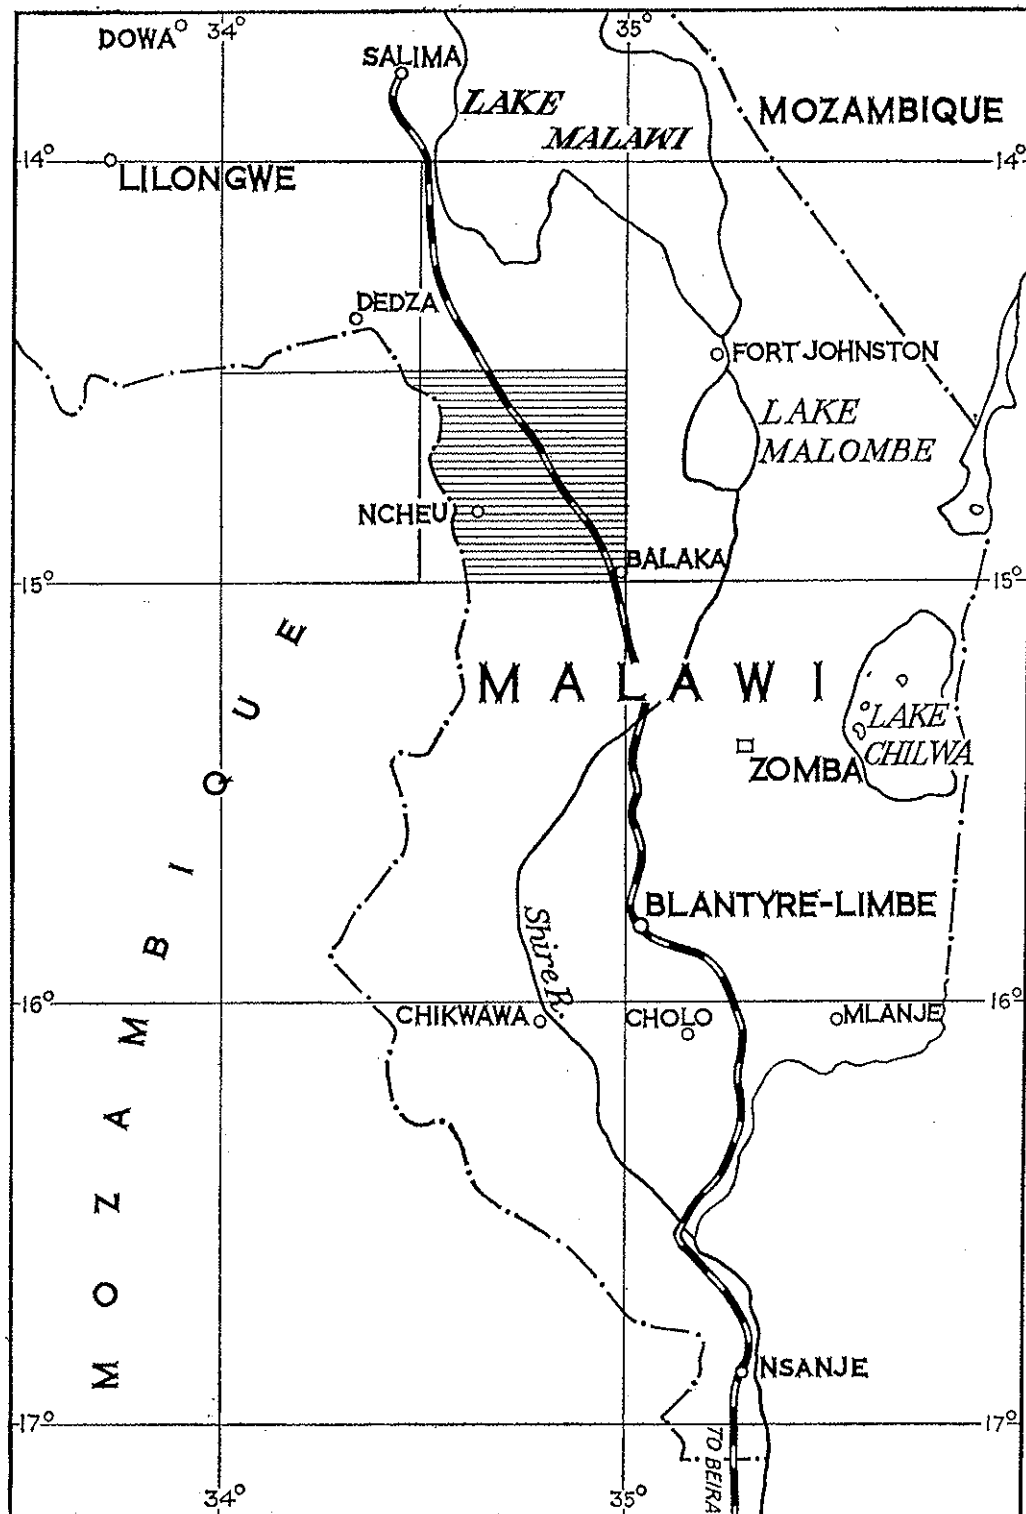 DOWA
34°
35°
SALIMA
LAKE
MALAWI
MOZAMBIQUE
14°
14°
LILONGWE
DEDZA
FORT JOHNSTON
LAKE
MALOMBE
NCHEU
BALAKA
15°
15°
MALAWI
LAKE
CHILWA
ZOMBA
BLANTYRE-LIMBE
Shire R.
16°
16°
CHIKWAWA
CHOLO
MLANJE
MOZAMBIQUE
NSANJE
17°
17°
TO BEIRA
34°
35°